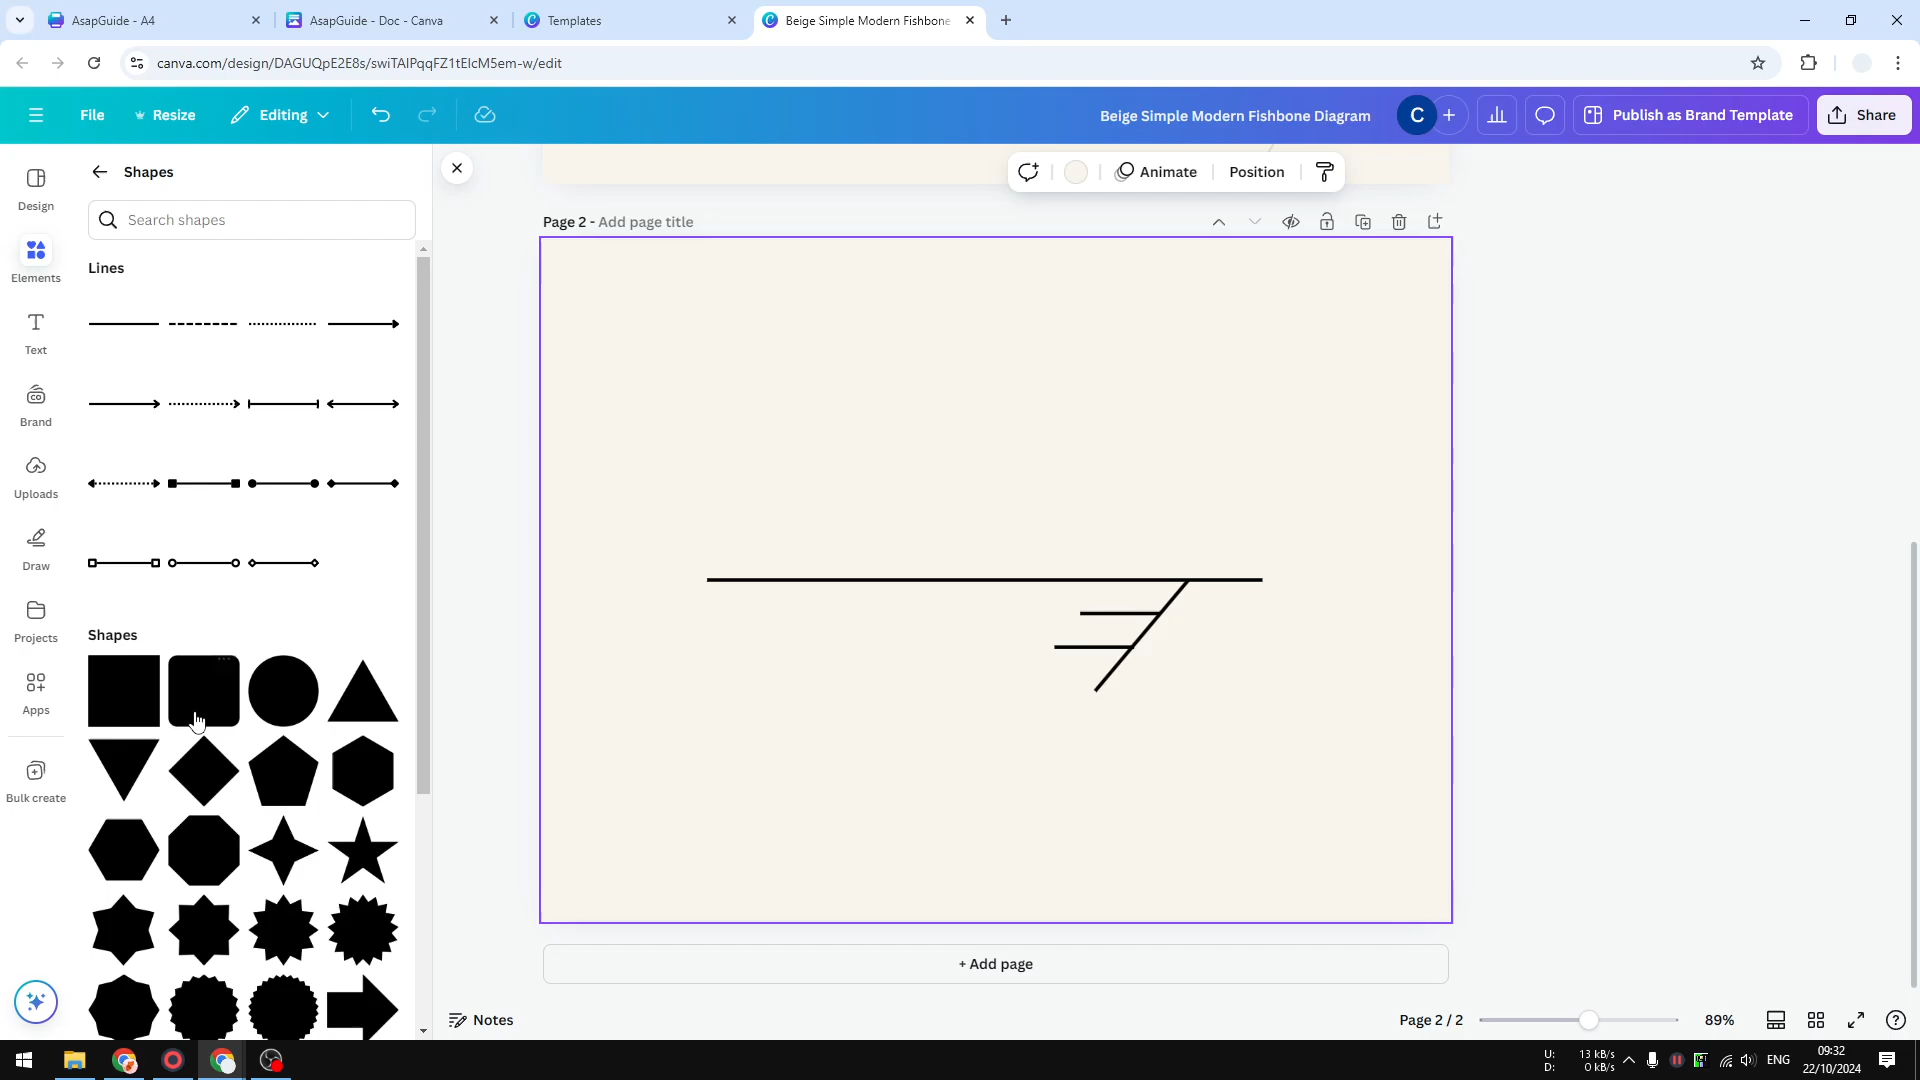 AsapGuide - A4
AsapGuide - Doc - Canva
Templates
Beige Simple Modern Fishbone
canva.com/design/DAGUQpE2E8s/swiTAIPqqFZ1tElcM5em-w/edit
File
Resize
Editing
Beige Simple Modern Fishbone Diagram
C
Publish as Brand Template
Share
Design
Elements
Text
Brand
Uploads
Draw
Projects
Apps
Bulk create
Shapes
Search shapes
Lines
Shapes
Animate
Position
Page 2 - Add page title
+ Add page
Notes
Page 2 / 2
89%
U: 13 kB/s
D: 0 kB/s
ENG
09:32
22/10/2024